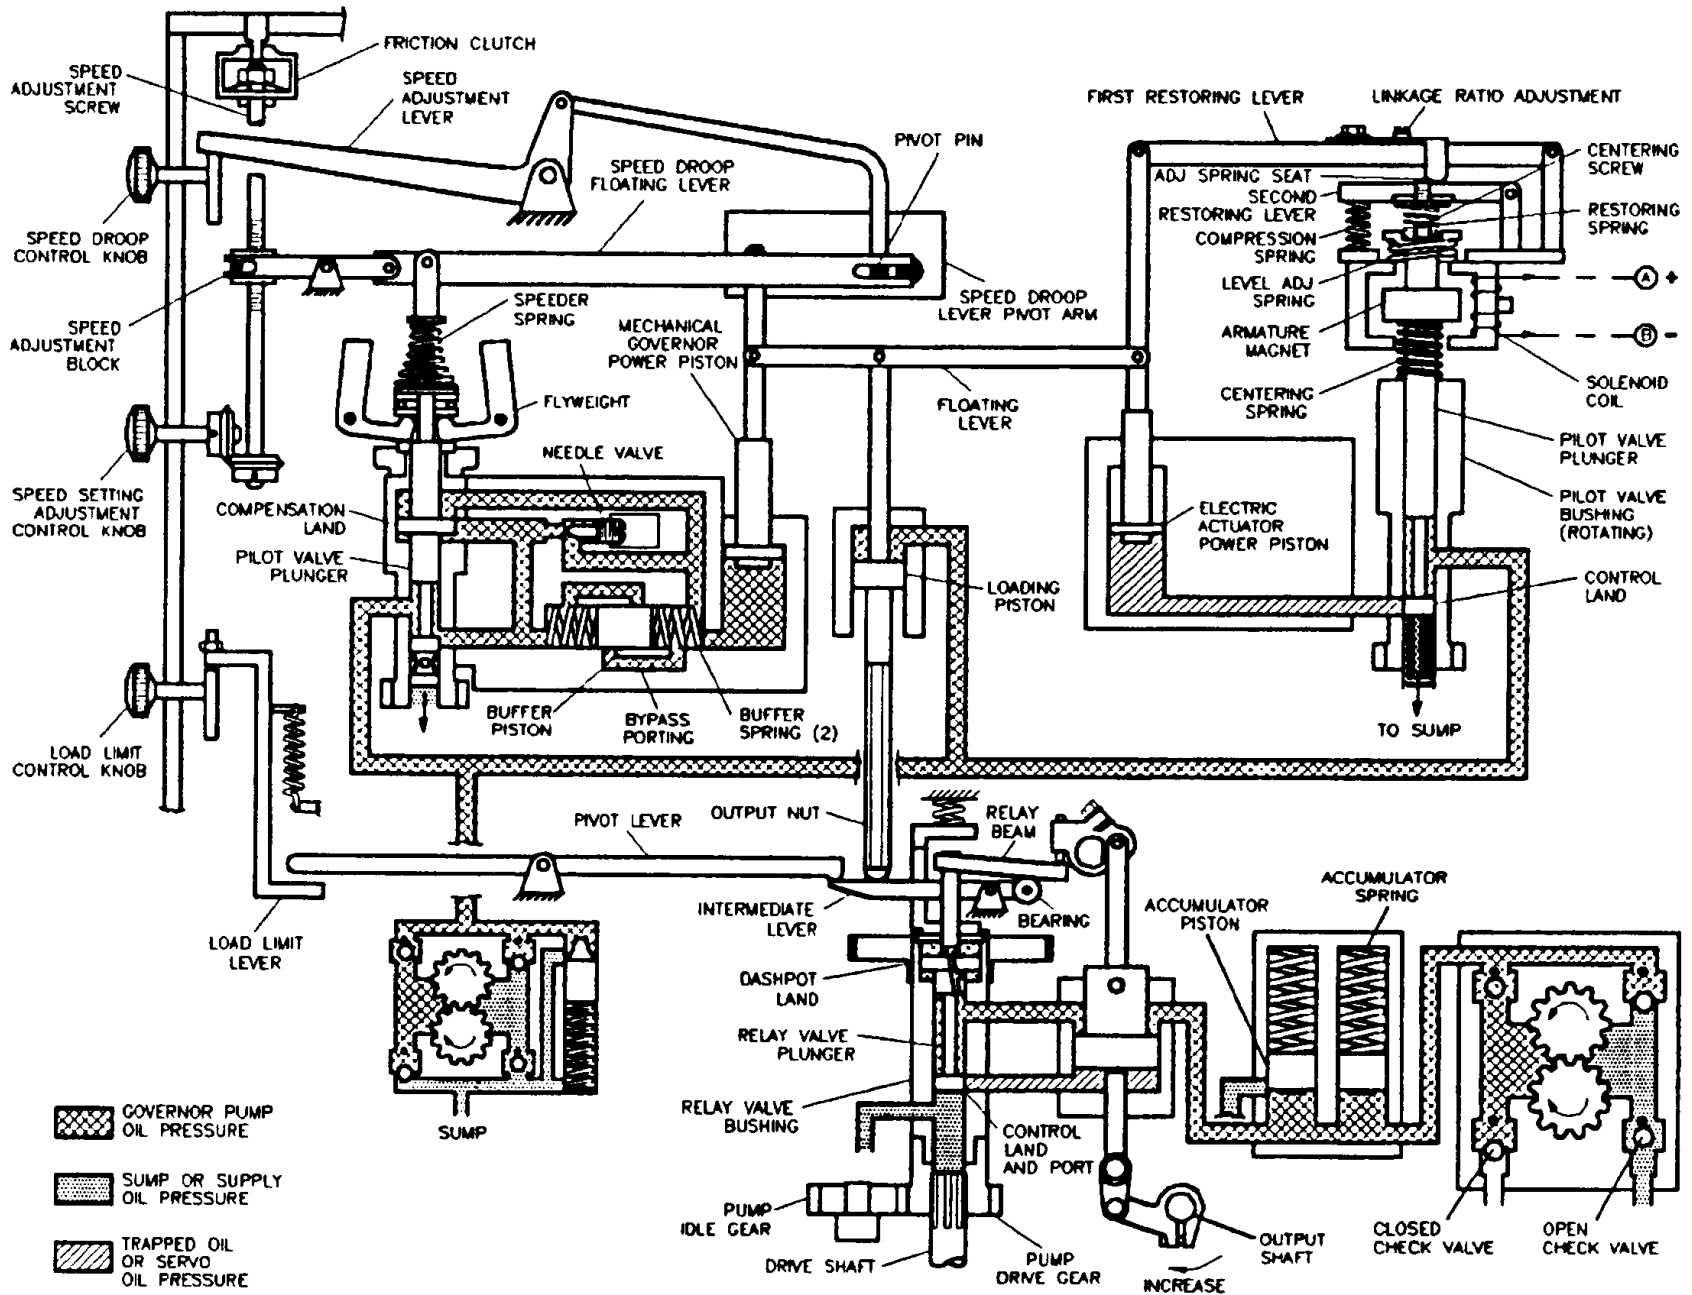 FRICTION CLUTCH
SPEED
ADJUSTMENT
SCREW
SPEED
ADJUSTMENT
LEVER
SPEED DROOP
FLOATING LEVER
PIVOT PIN
FIRST RESTORING LEVER
LINKAGE RATIO ADJUSTMENT
CENTERING
SCREW
ADJ SPRING SEAT
SECOND
RESTORING LEVER
COMPRESSION
SPRING
RESTORING
SPRING
LEVEL ADJ
SPRING
ARMATURE
MAGNET
CENTERING
SPRING
A +
B -
SOLENOID
COIL
SPEED DROOP
CONTROL KNOB
SPEED
ADJUSTMENT
BLOCK
SPEEDER
SPRING
MECHANICAL
GOVERNOR
POWER PISTON
SPEED DROOP
LEVER PIVOT ARM
FLYWEIGHT
FLOATING
LEVER
NEEDLE VALVE
PILOT VALVE
PLUNGER
PILOT VALVE
BUSHING
(ROTATING)
SPEED SETTING
ADJUSTMENT
CONTROL KNOB
COMPENSATION
LAND
PILOT VALVE
PLUNGER
ELECTRIC
ACTUATOR
POWER PISTON
LOADING
PISTON
CONTROL
LAND
BUFFER
PISTON
BYPASS
PORTING
BUFFER
SPRING (2)
TO SUMP
LOAD LIMIT
CONTROL KNOB
PIVOT LEVER
OUTPUT NUT
RELAY
BEAM
INTERMEDIATE
LEVER
BEARING
ACCUMULATOR
PISTON
ACCUMULATOR
SPRING
LOAD LIMIT
LEVER
DASHPOT
LAND
RELAY VALVE
PLUNGER
RELAY VALVE
BUSHING
CONTROL
LAND
AND PORT
SUMP
GOVERNOR PUMP
OIL PRESSURE
SUMP OR SUPPLY
OIL PRESSURE
TRAPPED OIL
OR SERVO
OIL PRESSURE
PUMP
IDLE GEAR
DRIVE SHAFT
PUMP
DRIVE GEAR
OUTPUT
SHAFT
INCREASE
CLOSED
CHECK VALVE
OPEN
CHECK VALVE